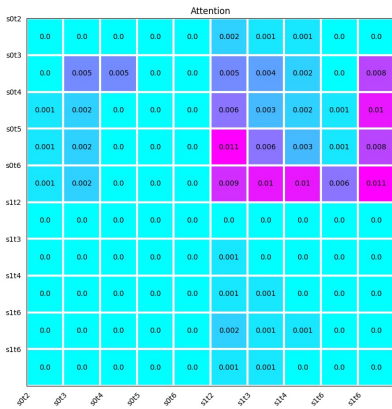 Attention
s0t2
0.0 0.0 0.0 0.0 0.0 0.002 0.001 0.001 0.0 0.0
s0t3
0.0 0.005 0.005 0.0 0.0 0.005 0.004 0.002 0.0 0.008
s0t4
0.001 0.002 0.0 0.0 0.0 0.006 0.003 0.002 0.001 0.01
s0t5
0.001 0.002 0.0 0.0 0.0 0.011 0.006 0.003 0.001 0.008
s0t6
0.001 0.002 0.0 0.0 0.0 0.009 0.01 0.01 0.006 0.011
s1t2
0.0 0.0 0.0 0.0 0.0 0.0 0.0 0.0 0.0 0.0
s1t3
0.0 0.0 0.0 0.0 0.0 0.001 0.0 0.0 0.0 0.0
s1t4
0.0 0.0 0.0 0.0 0.0 0.001 0.001 0.0 0.0 0.0
s1t6
0.0 0.0 0.0 0.0 0.0 0.002 0.001 0.001 0.0 0.0
s1t6
0.0 0.0 0.0 0.0 0.0 0.001 0.001 0.0 0.0 0.0
s0t2 s0t3 s0t4 s0t5 s0t6 s1t2 s1t3 s1t4 s1t6 s1t6